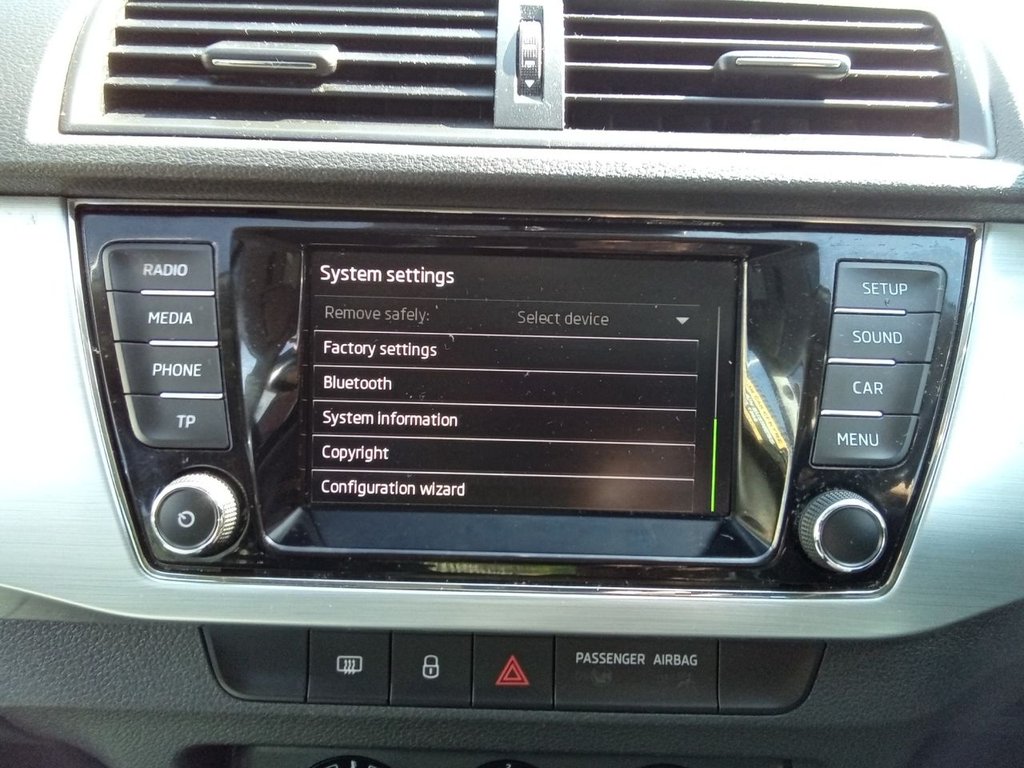 System settings
Remove safely: Select device
Factory settings
Bluetooth
System information
Copyright
Configuration wizard
RADIO
MEDIA
PHONE
TP
SETUP
SOUND
CAR
MENU
PASSENGER AIRBAG